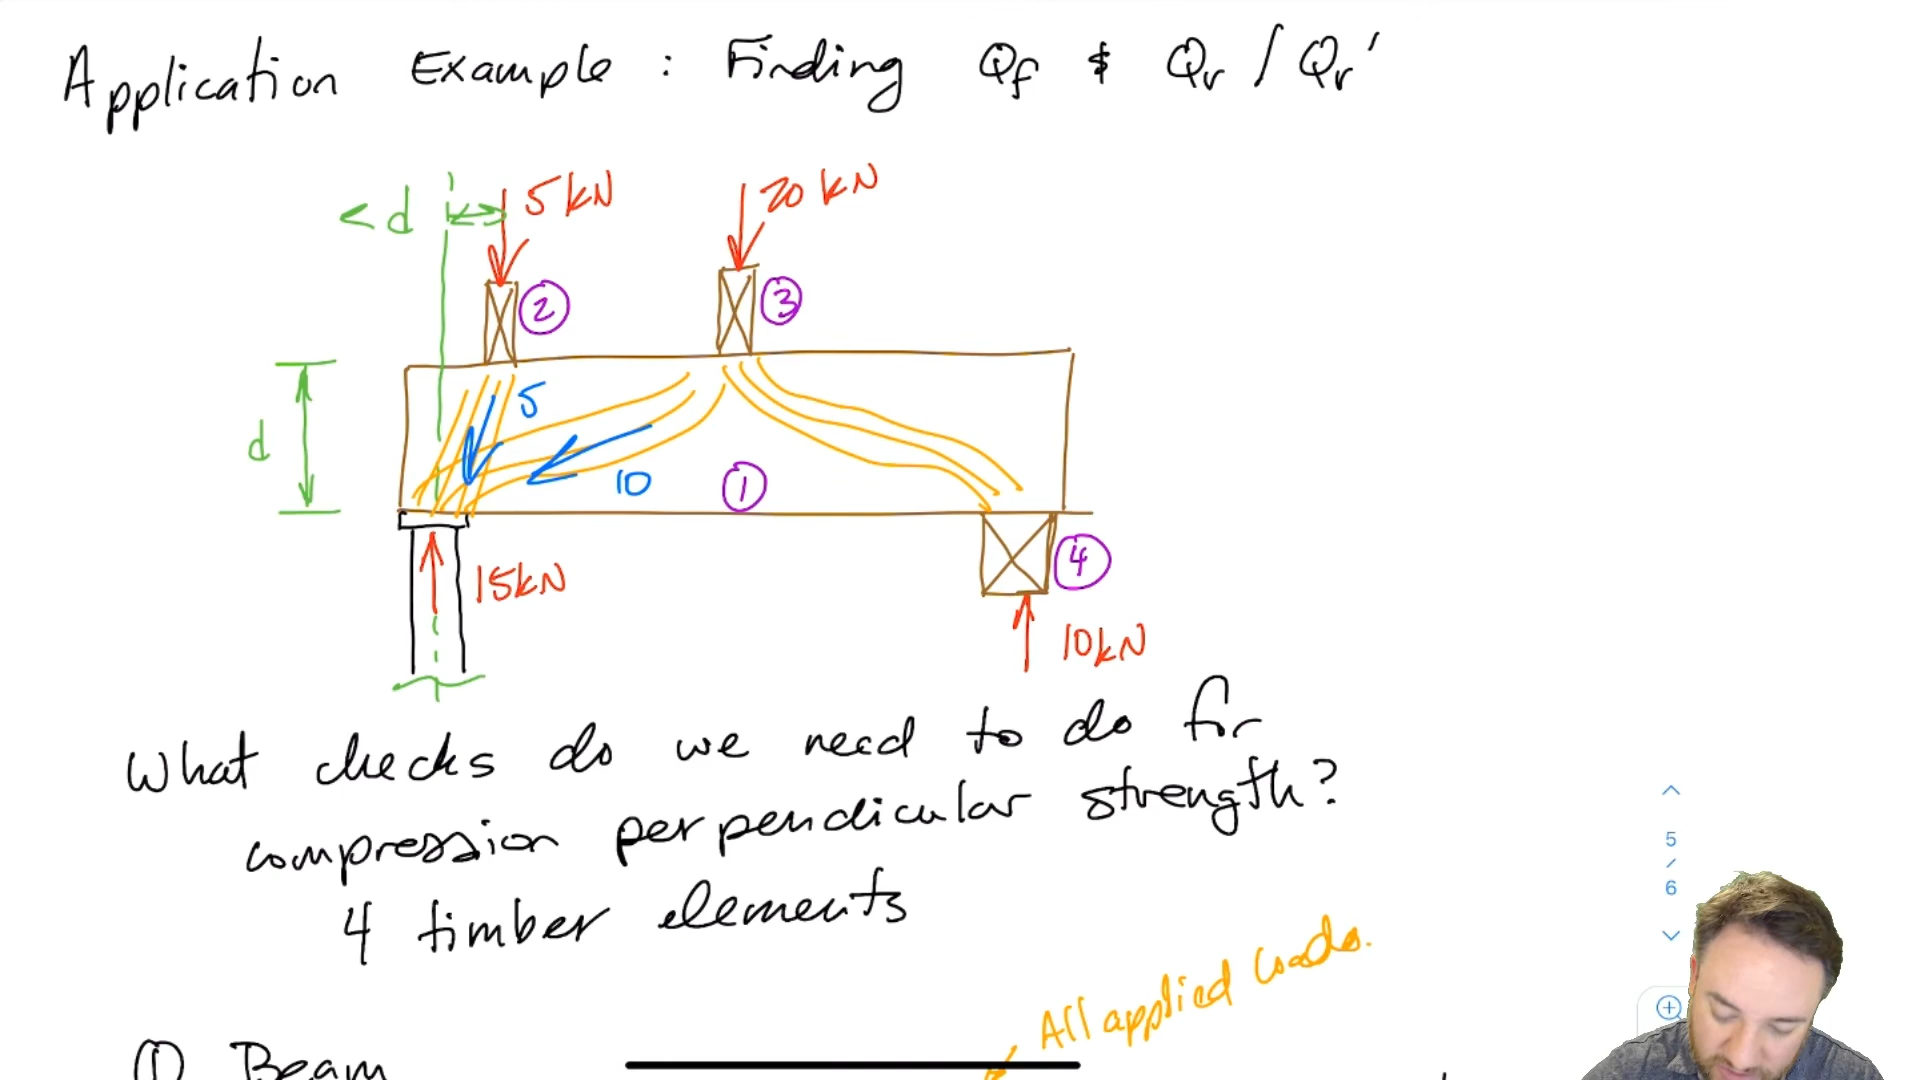 Application Example : Finding Qf & Qr / Qr'
< d
5 kN
20 kN
2
3
d
5
10
1
15kN
4
10kN
What checks do we need to do for
compression perpendicular strength?
4 timber elements
5
/
6
All applied loads.
① Beam